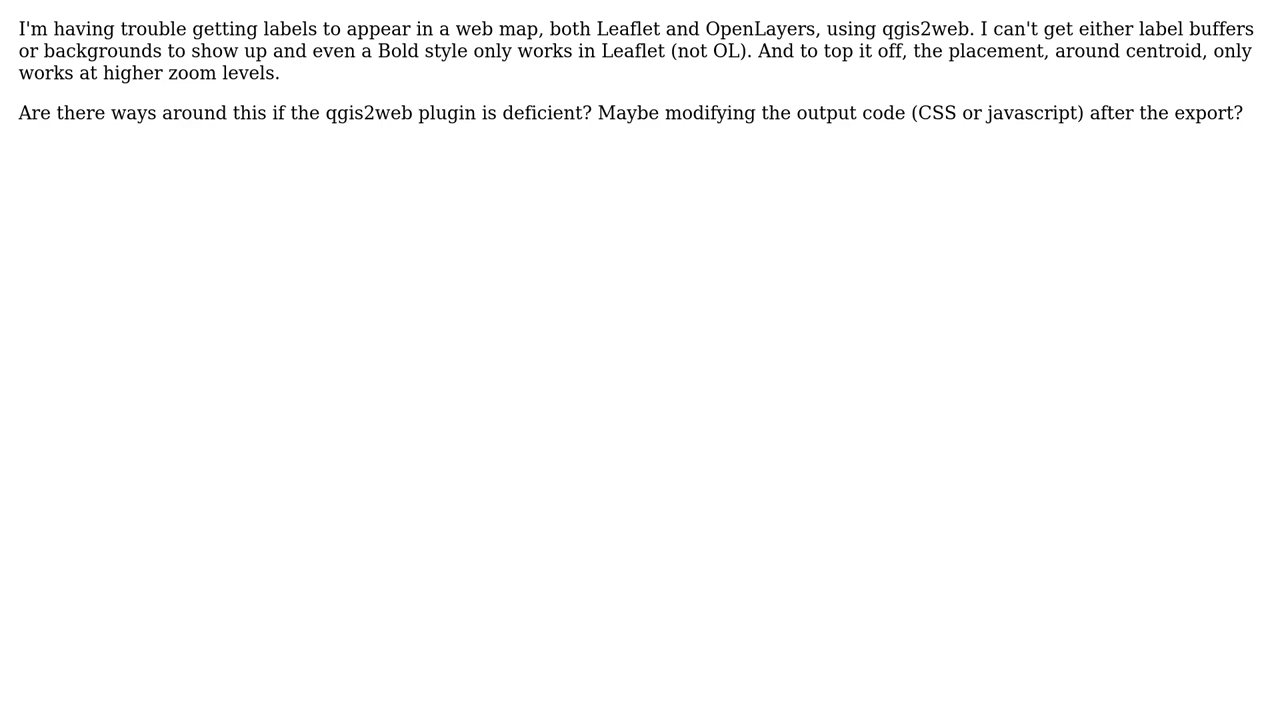 I'm having trouble getting labels to appear in a web map, both Leaflet and OpenLayers, using qgis2web. I can't get either label buffers
or backgrounds to show up and even a Bold style only works in Leaflet (not OL). And to top it off, the placement, around centroid, only
works at higher zoom levels.
Are there ways around this if the qgis2web plugin is deficient? Maybe modifying the output code (CSS or javascript) after the export?